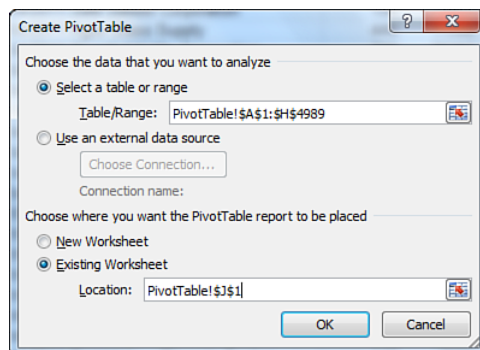 Supply
Create PivotTable
?
X
Choose the data that you want to analyze
Select a table or range
Table/Range: PivotTable!$A$1:$H$4989
Use an external data source
Choose Connection...
Connection name:
Choose where you want the PivotTable report to be placed
New Worksheet
Existing Worksheet
Location: PivotTable!$J$1
OK Cancel